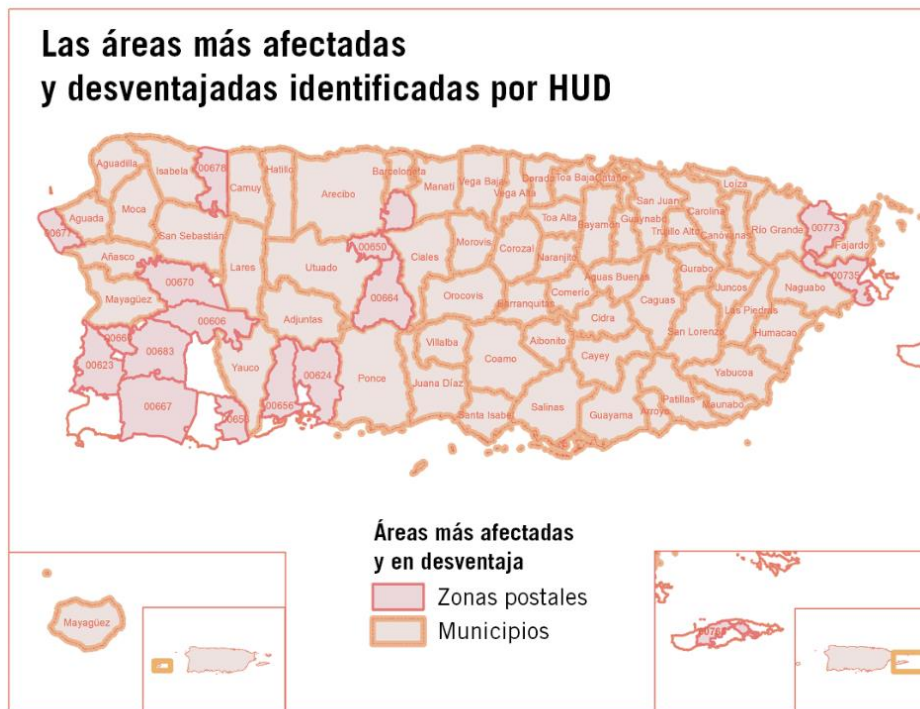 Las áreas más afectadas
y desventajadas identificadas por HUD
Aguadilla
Isabela
00678
Camuy
Hatillo
Arecibo
Barceloneta
Manatí
Vega Baja
Vega Alta
Dorado
Toa Baja
Cataño
San Juan
Loíza
Moca
Aguada
00677
San Sebastián
Toa Alta
Bayamón
Guaynabo
Trujillo Alto
Carolina
Canóvanas
Río Grande
00773
Fajardo
Añasco
Lares
Utuado
00650
Ciales
Morovis
Corozal
Naranjito
00735
Mayagüez
00670
00664
Orocovis
Barranquitas
Comerío
Aguas Buenas
Caguas
Gurabo
Juncos
Las Piedras
Naguabo
Humacao
00606
Adjuntas
Cidra
San Lorenzo
00623
00683
Yauco
00624
Ponce
Villalba
Coamo
Aibonito
Cayey
Yabucoa
00667
00656
Juana Díaz
Santa Isabel
Salinas
Guayama
Arroyo
Patillas
Maunabo
Áreas más afectadas
y en desventaja
Zonas postales
Municipios
Mayagüez